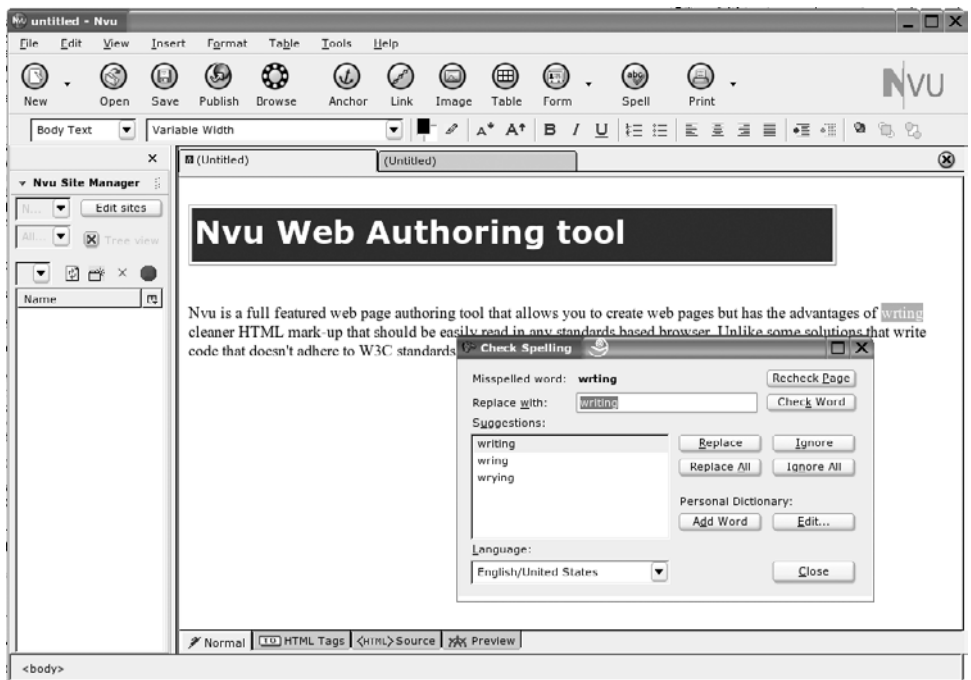 untitled - Nvu
File Edit View Insert Format Table Tools Help
New Open Save Publish Browse Anchor Link Image Table Form Spell Print
NVU
Body Text Variable Width
(Untitled) (Untitled)
Nvu Site Manager
N... Edit sites
All... Tree view
Name
Nvu Web Authoring tool
Nvu is a full featured web page authoring tool that allows you to create web pages but has the advantages of wrting
cleaner HTML mark-up that should be easily read in any standards based browser. Unlike some solutions that write
code that doesn't adhere to W3C standards
Check Spelling
Misspelled word: wrting Recheck Page
Replace with: writing Check Word
Suggestions:
writing Replace Ignore
wring Replace All Ignore All
wrying
Personal Dictionary:
Add Word Edit...
Language:
English/United States Close
Normal HTML Tags <HTML> Source Preview
<body>